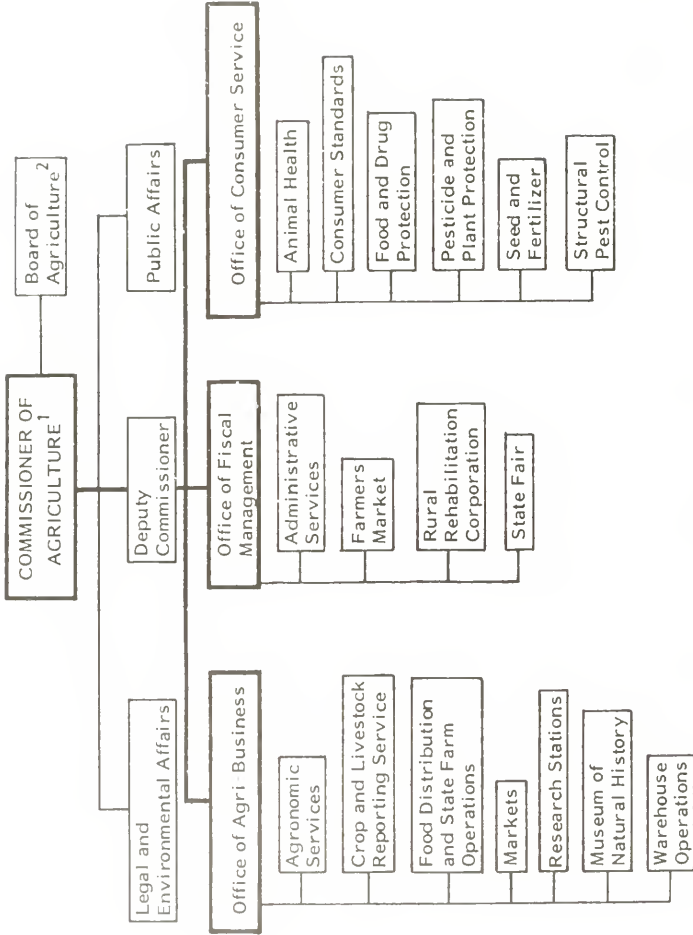 COMMISSIONER OF
AGRICULTURE1
Board of
Agriculture2
Legal and
Environmental Affairs
Deputy
Commissioner
Public Affairs
Office of Agri-Business
Agronomic
Services
Crop and Livestock
Reporting Service
Food Distribution
and State Farm
Operations
Markets
Research Stations
Museum of
Natural History
Warehouse
Operations
Office of Fiscal
Management
Administrative
Services
Farmers
Market
Rural
Rehabilitation
Corporation
State Fair
Office of Consumer Service
Animal Health
Consumer Standards
Food and Drug
Protection
Pesticide and
Plant Protection
Seed and
Fertilizer
Structural
Pest Control